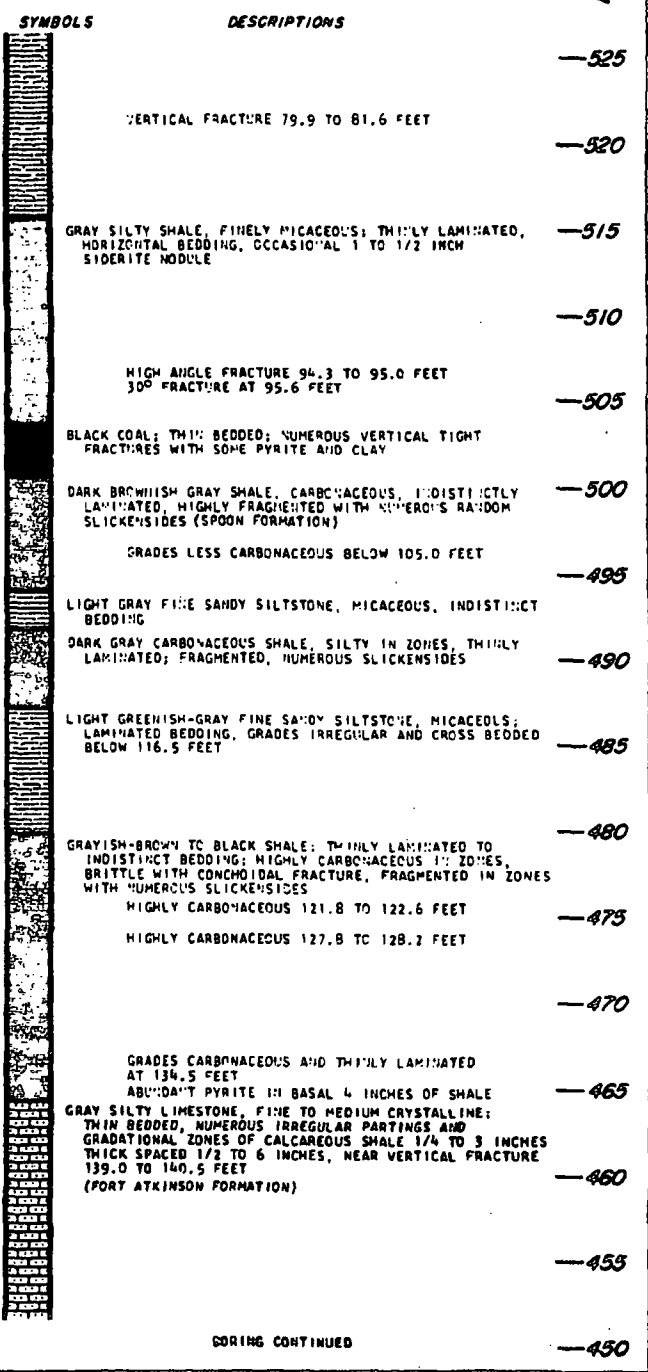 SYMBOLS DESCRIPTIONS
—525
VERTICAL FRACTURE 79.9 TO 81.6 FEET
—520
GRAY SILTY SHALE, FINELY MICACEOUS; THINLY LAMINATED, —515
HORIZONTAL BEDDING, OCCASIONAL 1 TO 1/2 INCH
SIDERITE NODULE
—510
HIGH ANGLE FRACTURE 94.3 TO 95.0 FEET
30° FRACTURE AT 95.6 FEET
—505
BLACK COAL; THIN BEDDED; NUMEROUS VERTICAL TIGHT
FRACTURES WITH SOME PYRITE AND CLAY
DARK BROWNISH GRAY SHALE, CARBONACEOUS, INDISTINCTLY —500
LAMINATED, HIGHLY FRAGMENTED WITH NUMEROUS RANDOM
SLICKENSIDES (SPOON FORMATION)
GRADES LESS CARBONACEOUS BELOW 105.0 FEET
—495
LIGHT GRAY FINE SANDY SILTSTONE, MICACEOUS, INDISTINCT
BEDDING
DARK GRAY CARBONACEOUS SHALE, SILTY IN ZONES, THINLY
LAMINATED; FRAGMENTED, NUMEROUS SLICKENSIDES —490
LIGHT GREENISH-GRAY FINE SANDY SILTSTONE, MICACEOUS;
LAMINATED BEDDING, GRADES IRREGULAR AND CROSS BEDDED
BELOW 116.5 FEET —485
—480
GRAYISH-BROWN TO BLACK SHALE: THINLY LAMINATED TO
INDISTINCT BEDDING; HIGHLY CARBONACEOUS IN ZONES,
BRITTLE WITH CONCHOIDAL FRACTURE, FRAGMENTED IN ZONES
WITH NUMEROUS SLICKENSIDES
HIGHLY CARBONACEOUS 121.8 TO 122.6 FEET
—475
HIGHLY CARBONACEOUS 127.8 TO 128.2 FEET
—470
GRADES CARBONACEOUS AND THINLY LAMINATED
AT 134.5 FEET
ABUNDANT PYRITE IN BASAL 4 INCHES OF SHALE —465
GRAY SILTY LIMESTONE, FINE TO MEDIUM CRYSTALLINE;
THIN BEDDED, NUMEROUS IRREGULAR PARTINGS AND
GRADATIONAL ZONES OF CALCAREOUS SHALE 1/4 TO 3 INCHES
THICK SPACED 1/2 TO 6 INCHES, NEAR VERTICAL FRACTURE
139.0 TO 140.5 FEET —460
(FORT ATKINSON FORMATION)
—455
CORING CONTINUED —450